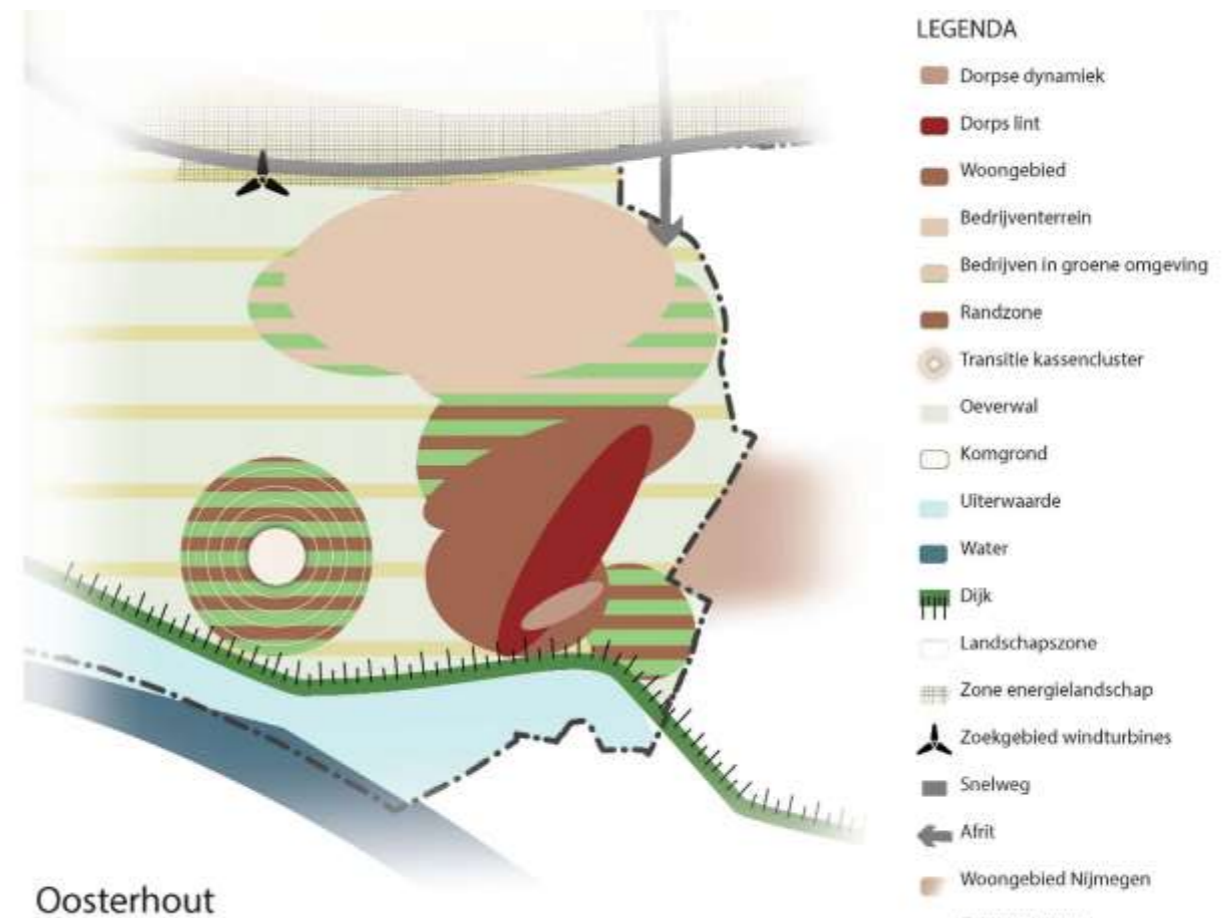 LEGENDA
Dorpse dynamiek
Dorps lint
Woongebied
Bedrijventerrein
Bedrijven in groene omgeving
Randzone
Transitie kassencluster
Oeverwal
Komgrond
Uiterwaarde
Water
Dijk
Landschapszone
Zone energielandschap
Zoekgebied windturbines
Snelweg
Afrit
Woongebied Nijmegen
Oosterhout